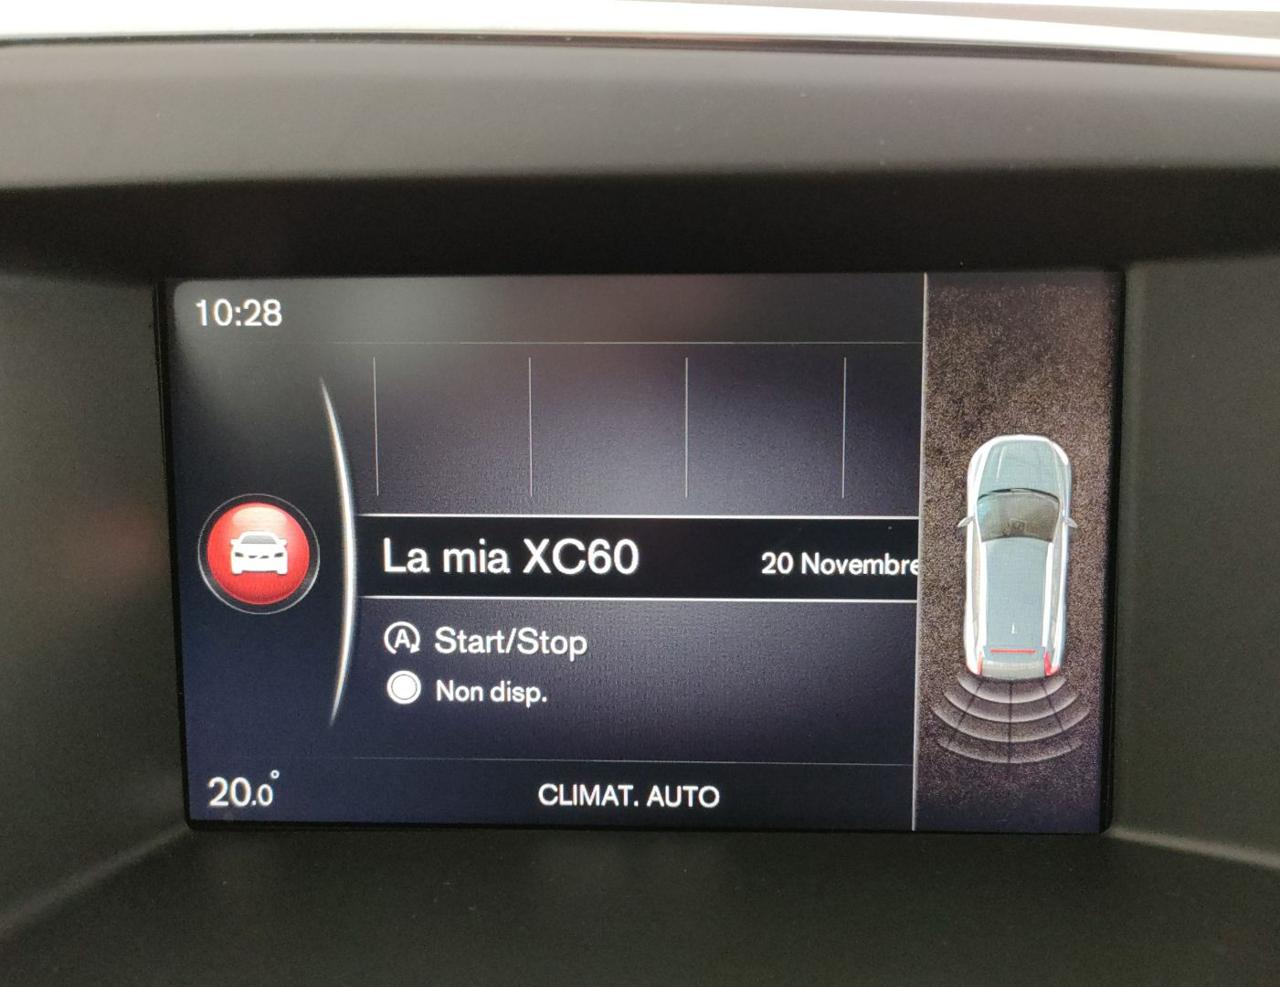 10:28
La mia XC60
20 Novembre
A Start/Stop
Non disp.
20.0°
CLIMAT. AUTO